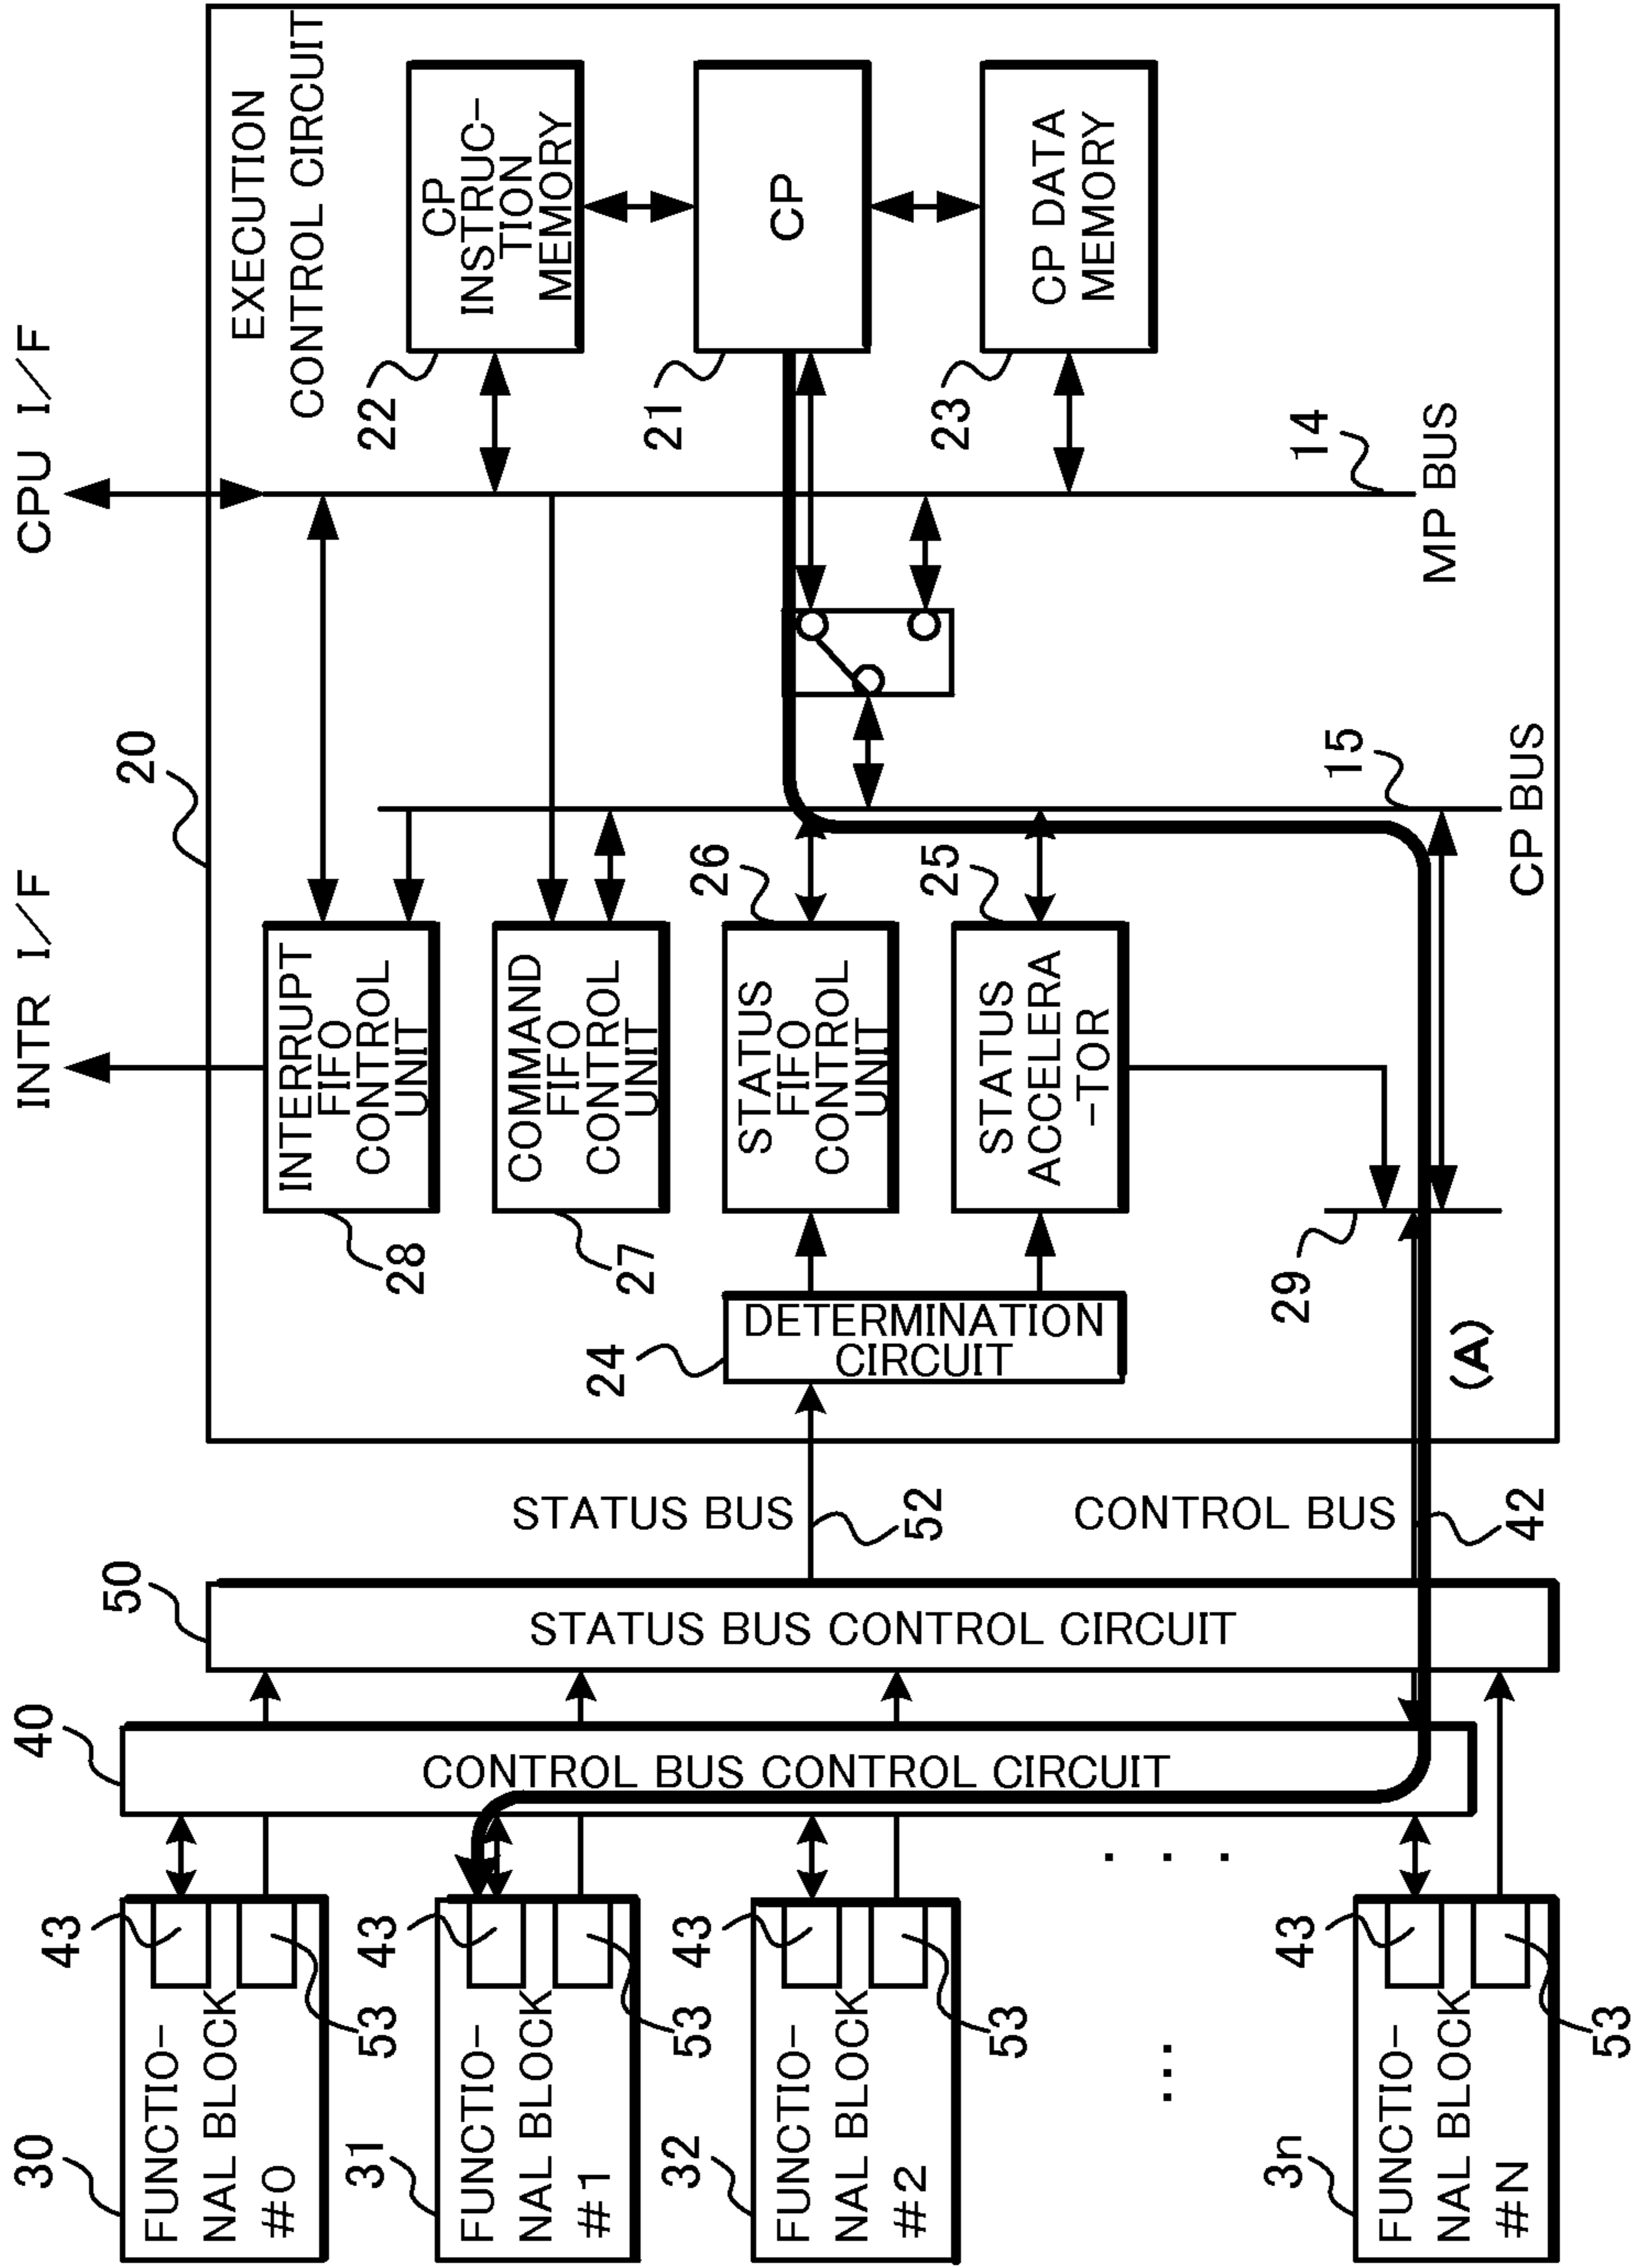 CPU I/F
INTR I/F
20
EXECUTION
CONTROL CIRCUIT
CP
INSTRUC-
TION
MEMORY
22
CP
21
CP DATA
MEMORY
23
14
MP BUS
15
CP BUS
INTERRUPT
FIFO
CONTROL
UNIT
28
COMMAND
FIFO
CONTROL
UNIT
27
26
STATUS
FIFO
CONTROL
UNIT
25
STATUS
ACCELERA
-TOR
24
DETERMINATION
CIRCUIT
29
(A)
STATUS BUS
52
CONTROL BUS
42
50
STATUS BUS CONTROL CIRCUIT
40
CONTROL BUS CONTROL CIRCUIT
. . .
30
FUNCTIO-
NAL BLOCK
#0
43
53
31
FUNCTIO-
NAL BLOCK
#1
43
53
32
FUNCTIO-
NAL BLOCK
#2
43
53
...
3n
FUNCTIO-
NAL BLOCK
#N
43
53